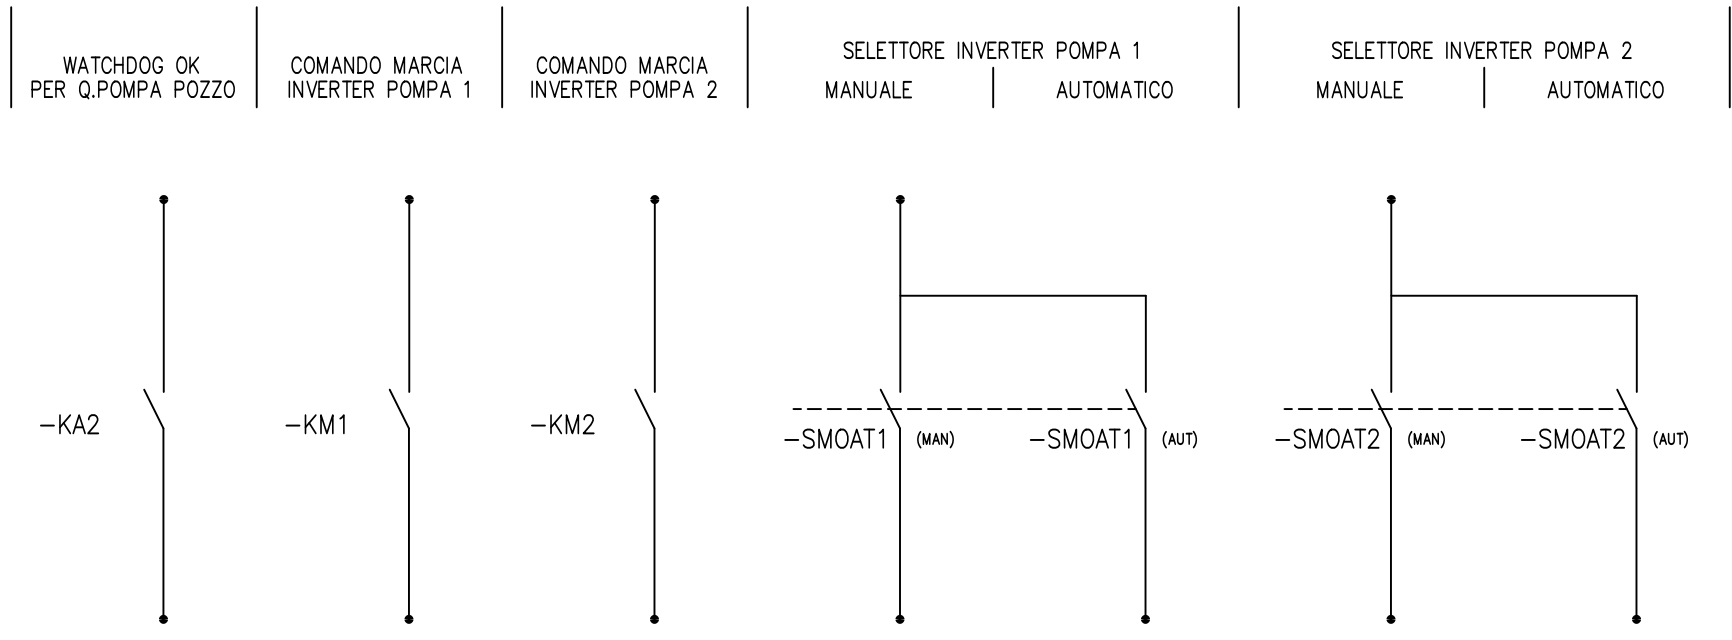 WATCHDOG OK
PER Q.POMPA POZZO
COMANDO MARCIA
INVERTER POMPA 1
COMANDO MARCIA
INVERTER POMPA 2
SELETTORE INVERTER POMPA 1
MANUALE
AUTOMATICO
SELETTORE INVERTER POMPA 2
MANUALE
AUTOMATICO
-KA2
-KM1
-KM2
-SMOAT1 (MAN)
-SMOAT1 (AUT)
-SMOAT2 (MAN)
-SMOAT2 (AUT)